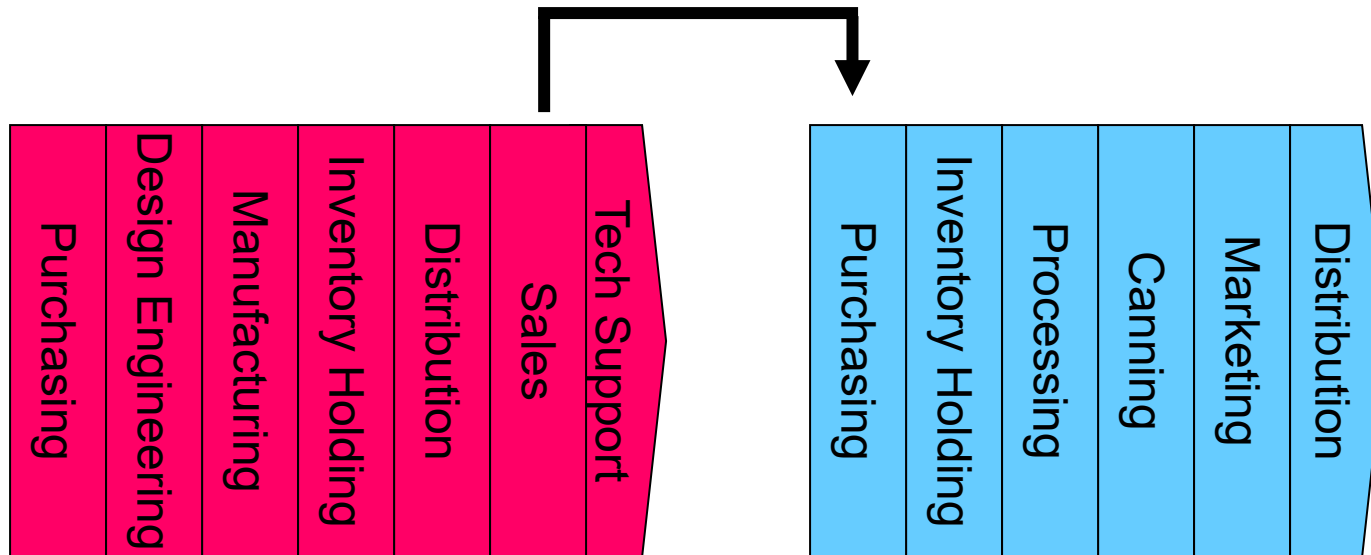 Purchasing
Design Engineering
Manufacturing
Inventory Holding
Distribution
Sales
Tech Support
Purchasing
Inventory Holding
Processing
Canning
Marketing
Distribution